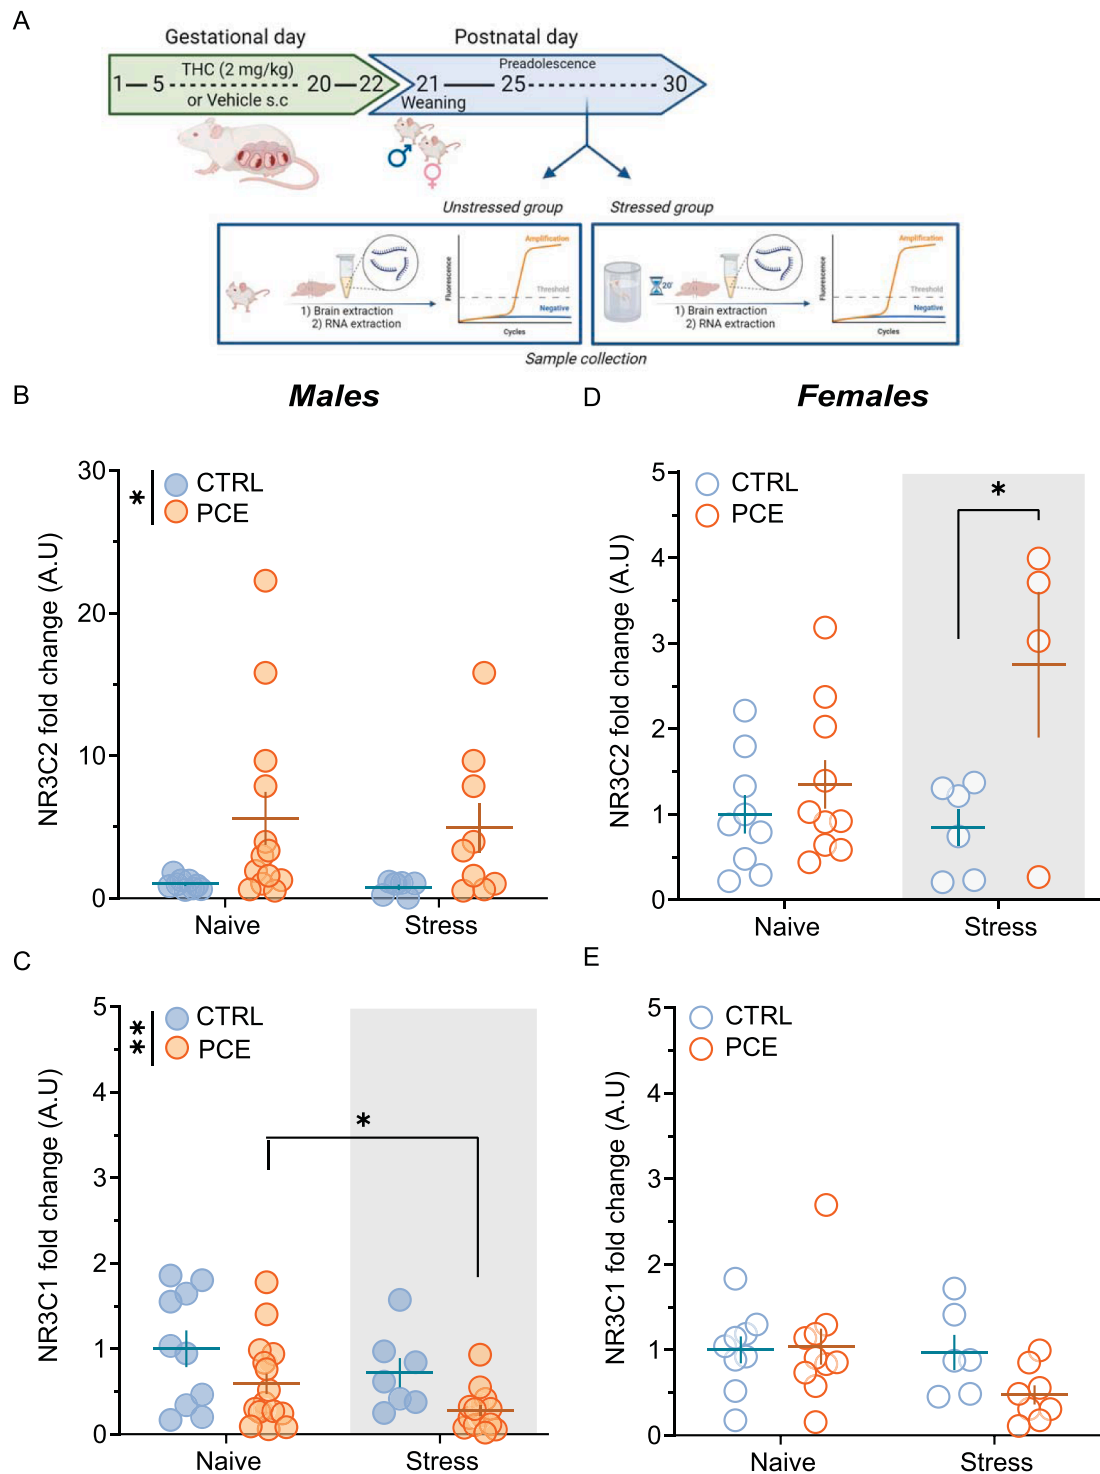 A
Gestational day
Postnatal day
THC (2 mg/kg)
Preadolescence
1 5 20 22 21 25 30
or Vehicle s.c
Weaning
Unstressed group
Stressed group
Amplification
Fluorescence
Threshold
Negative
1) Brain extraction
2) RNA extraction
Cycles
20'
Amplification
Fluorescence
Threshold
Negative
1) Brain extraction
2) RNA extraction
Cycles
Sample collection
B
Males
NR3C2 fold change (A.U)
30
20
10
0
*
CTRL
PCE
Naive
Stress
D
Females
NR3C2 fold change (A.U)
5
4
3
2
1
0
CTRL
PCE
*
Naive
Stress
C
NR3C1 fold change (A.U)
5
4
3
2
1
0
**
CTRL
PCE
*
Naive
Stress
E
NR3C1 fold change (A.U)
5
4
3
2
1
0
CTRL
PCE
Naive
Stress